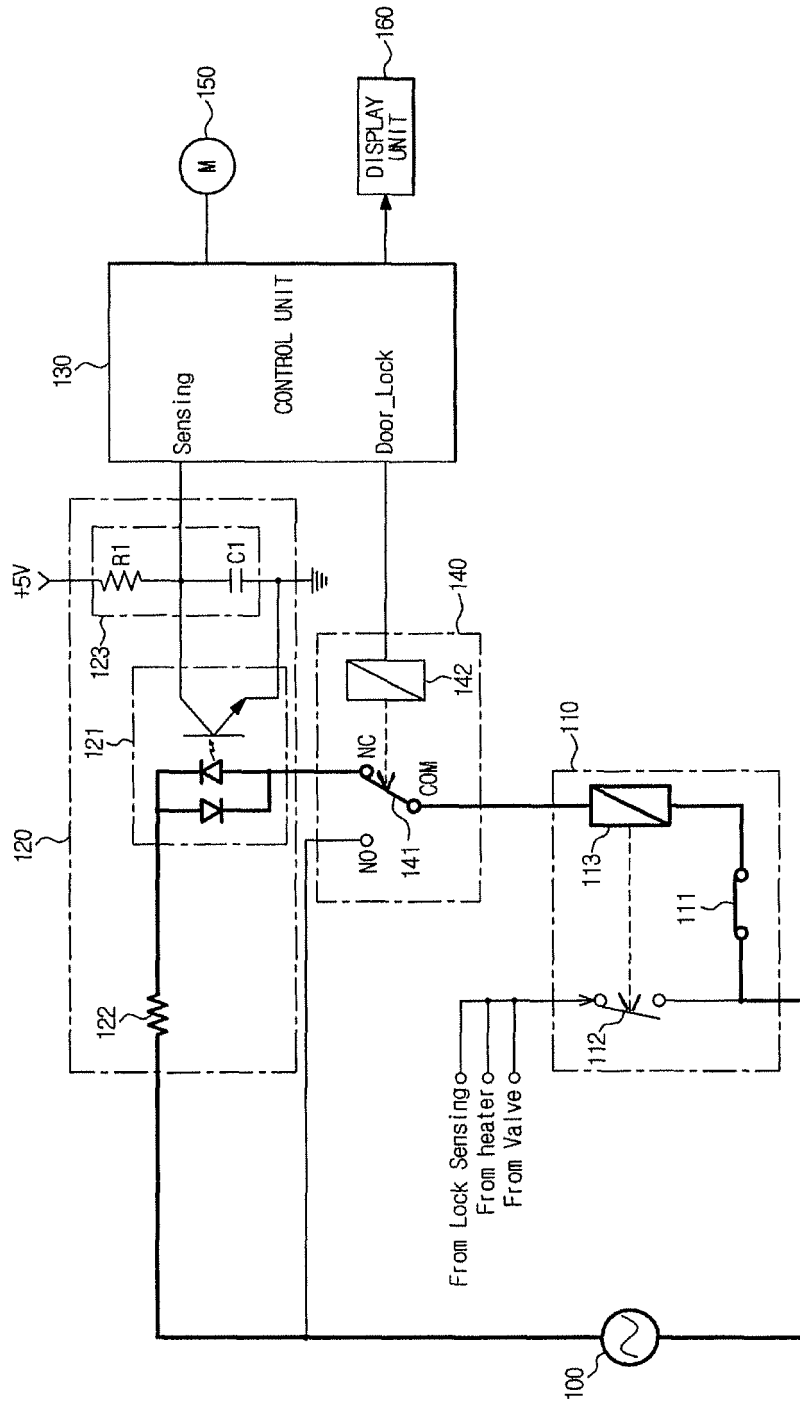 160
DISPLAY
UNIT
150
M
130
CONTROL UNIT
Sensing
Door_Lock
+5V
R1
C1
123
120
121
122
140
142
NC
COM
NO
141
110
113
111
112
From Lock Sensing
From heater
From Valve
100